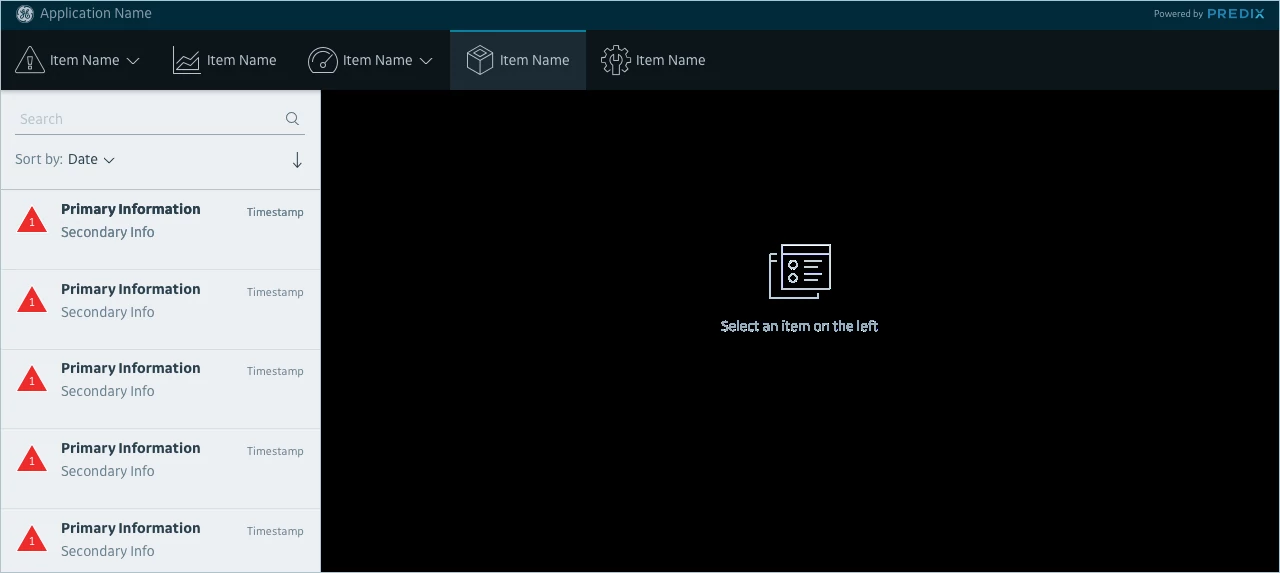 Application Name
Powered by PREDIX
Item Name
Item Name
Item Name
Item Name
Item Name
Search
Sort by: Date
Primary Information
Timestamp
Secondary Info
1
Primary Information
Timestamp
Secondary Info
1
Primary Information
Timestamp
Secondary Info
1
Primary Information
Timestamp
Secondary Info
1
Primary Information
Timestamp
Secondary Info
1
Select an item on the left